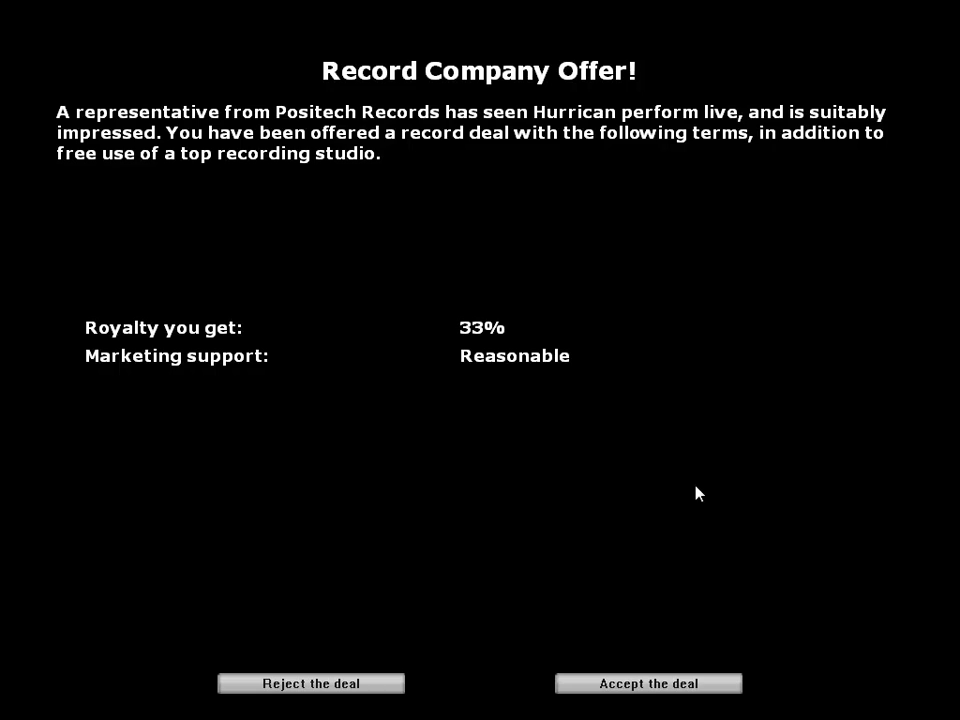 Record Company Offer!
A representative from Positech Records has seen Hurrican perform live, and is suitably
impressed. You have been offered a record deal with the following terms, in addition to
free use of a top recording studio.
Royalty you get: 33%
Marketing support: Reasonable
Reject the deal Accept the deal